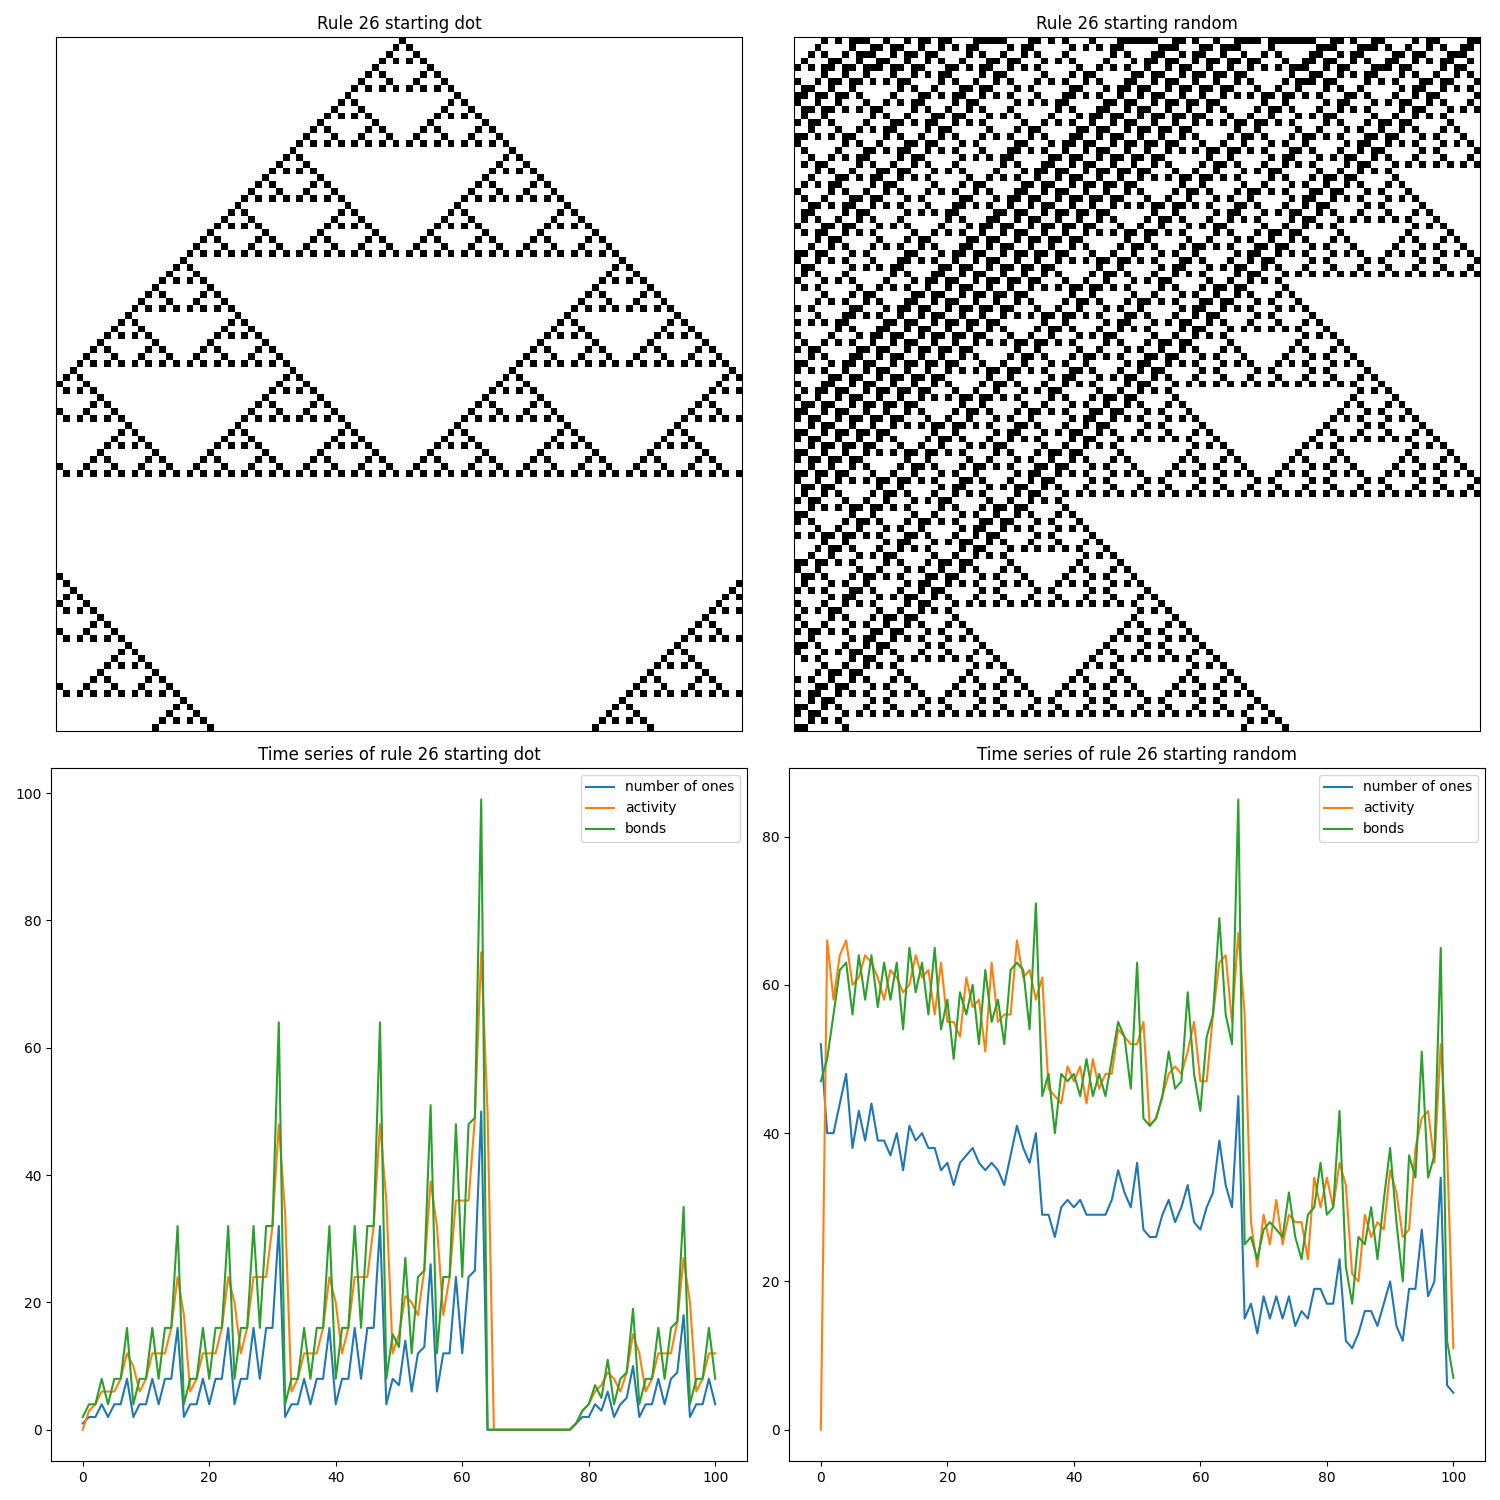 Rule 26 starting dot
Rule 26 starting random
Time series of rule 26 starting dot
100
80
60
40
20
0
0 20 40 60 80 100
number of ones
activity
bonds
Time series of rule 26 starting random
80
60
40
20
0
0 20 40 60 80 100
number of ones
activity
bonds